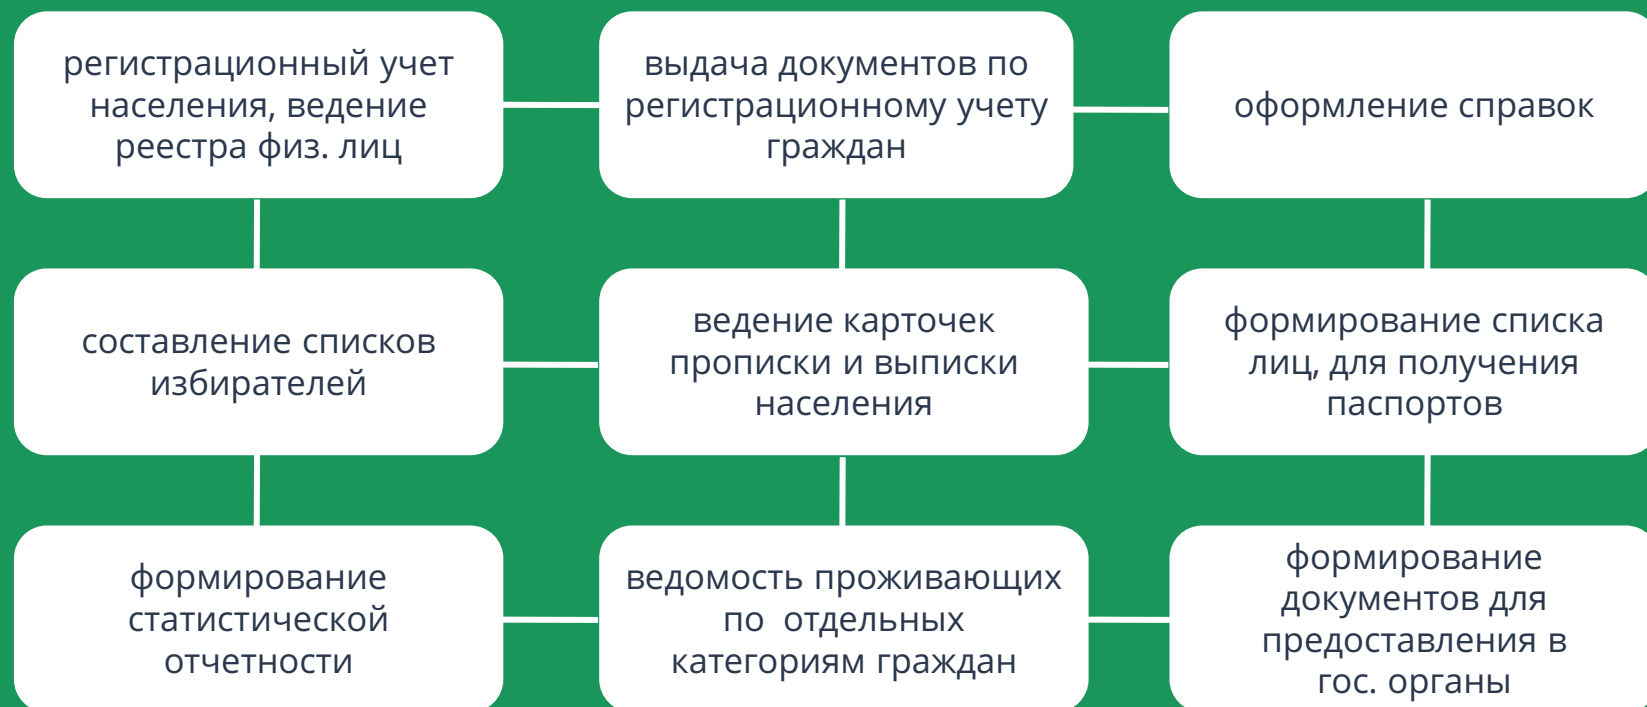 регистрационный учет
населения, ведение
реестра физ. лиц
выдача документов по
регистрационному учету
граждан
оформление справок
составление списков
избирателей
ведение карточек
прописки и выписки
населения
формирование списка
лиц, для получения
паспортов
формирование
статистической
отчетности
ведомость проживающих
по отдельных
категориям граждан
формирование
документов для
предоставления в
гос. органы